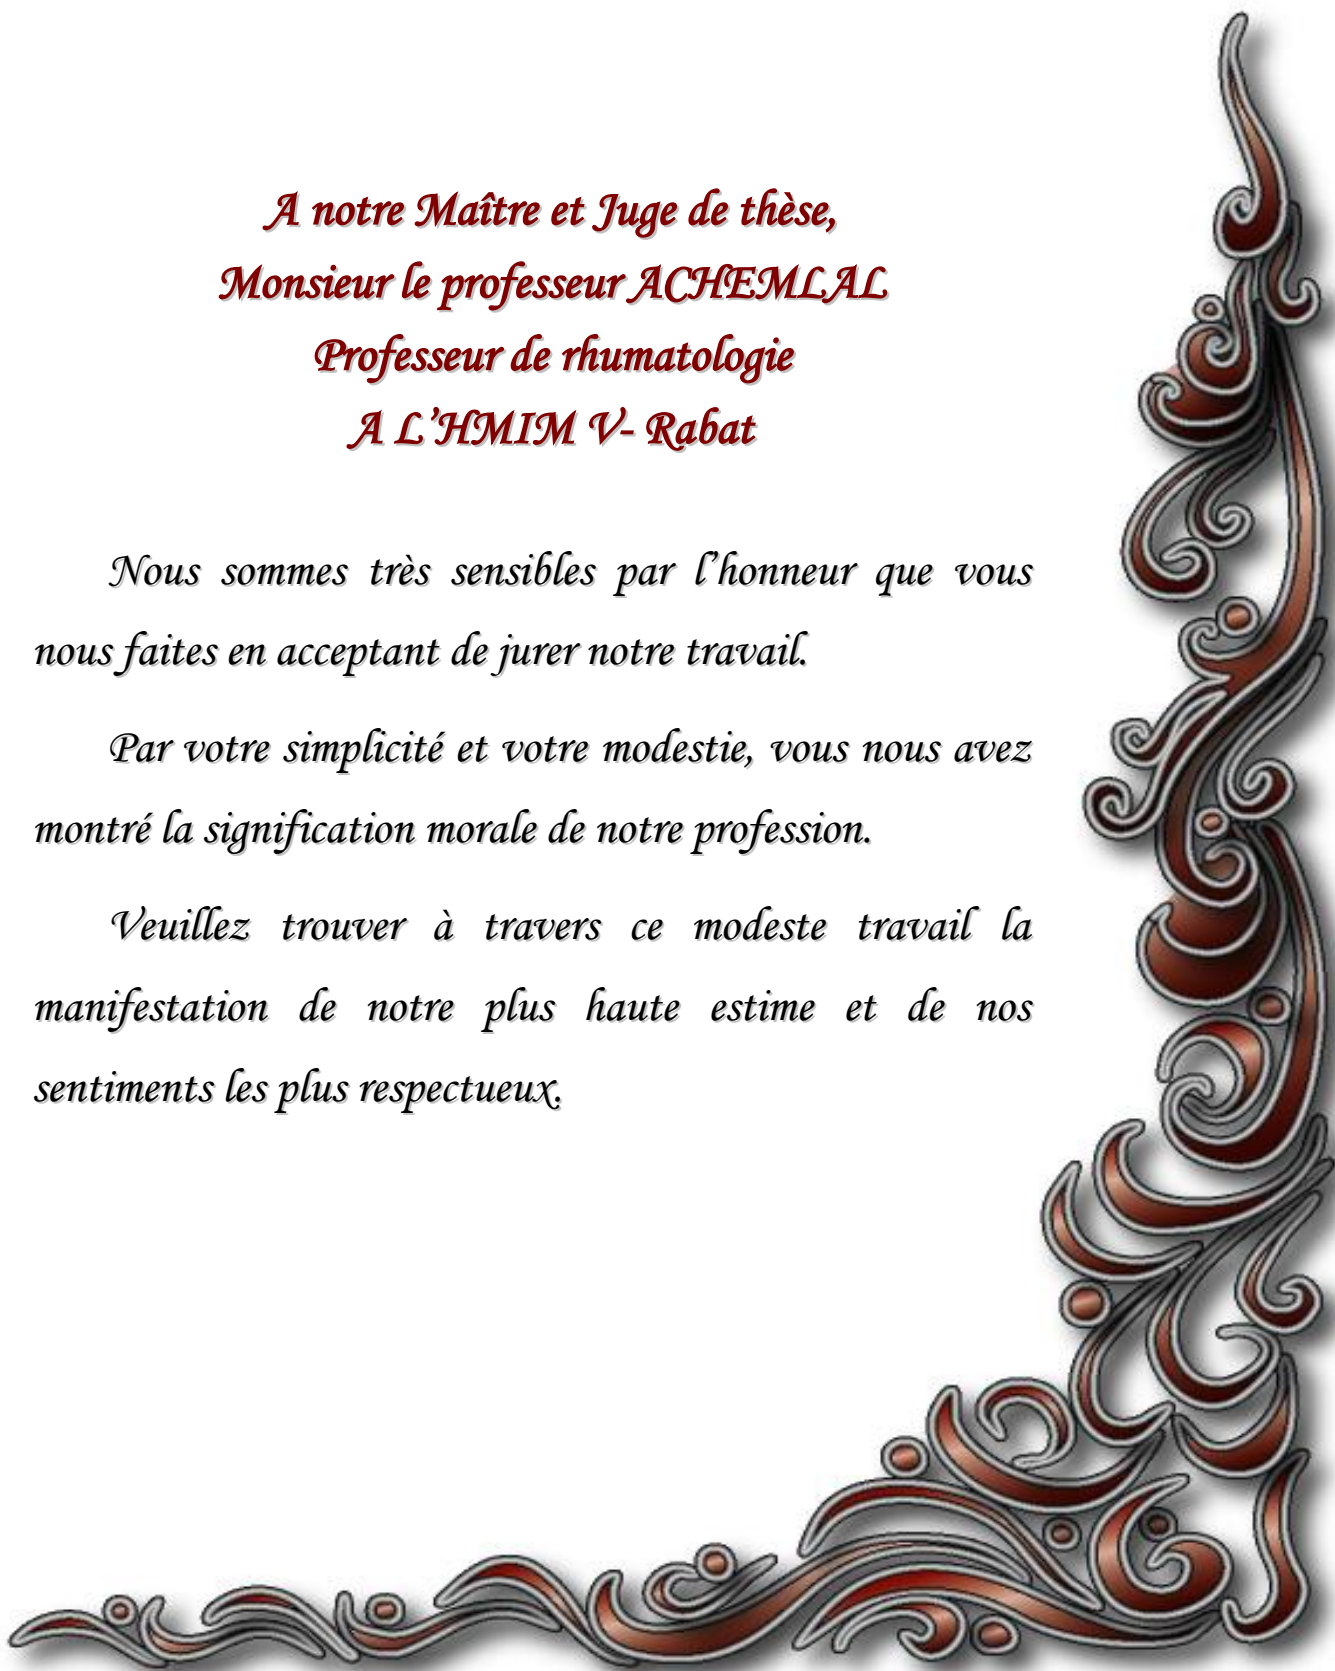 A notre Maître et Juge de thèse,
Monsieur le professeur ACHEMLAL
Professeur de rhumatologie
A L’HMIM V- Rabat
Nous sommes très sensibles par l’honneur que vous
nous faites en acceptant de jurer notre travail.
Par votre simplicité et votre modestie, vous nous avez
montré la signification morale de notre profession.
Veuillez trouver à travers ce modeste travail la
manifestation de notre plus haute estime et de nos
sentiments les plus respectueux.